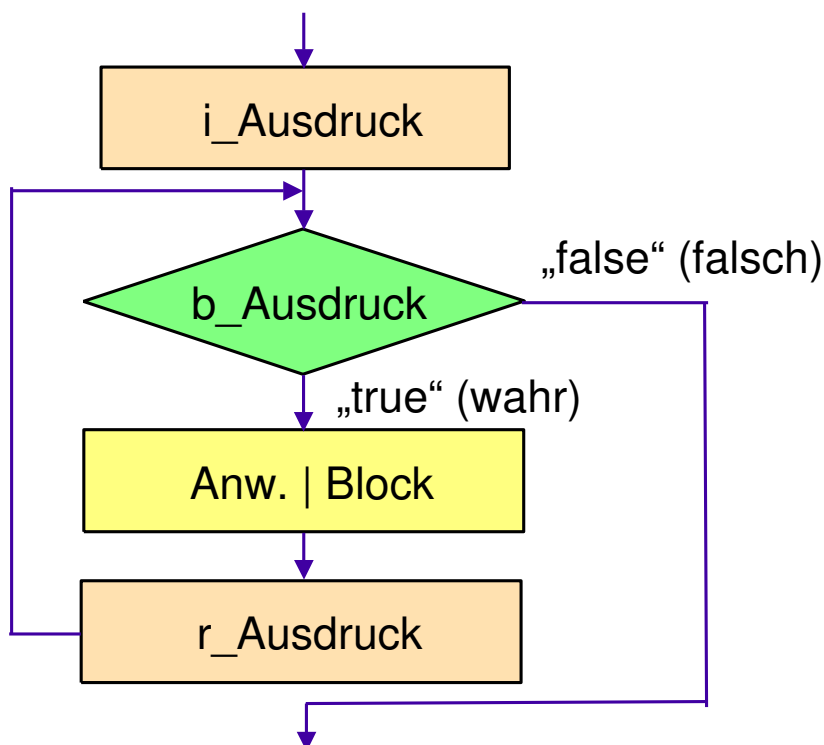 i_Ausdruck
„false“ (falsch)
b_Ausdruck
„true“ (wahr)
Anw. | Block
r_Ausdruck